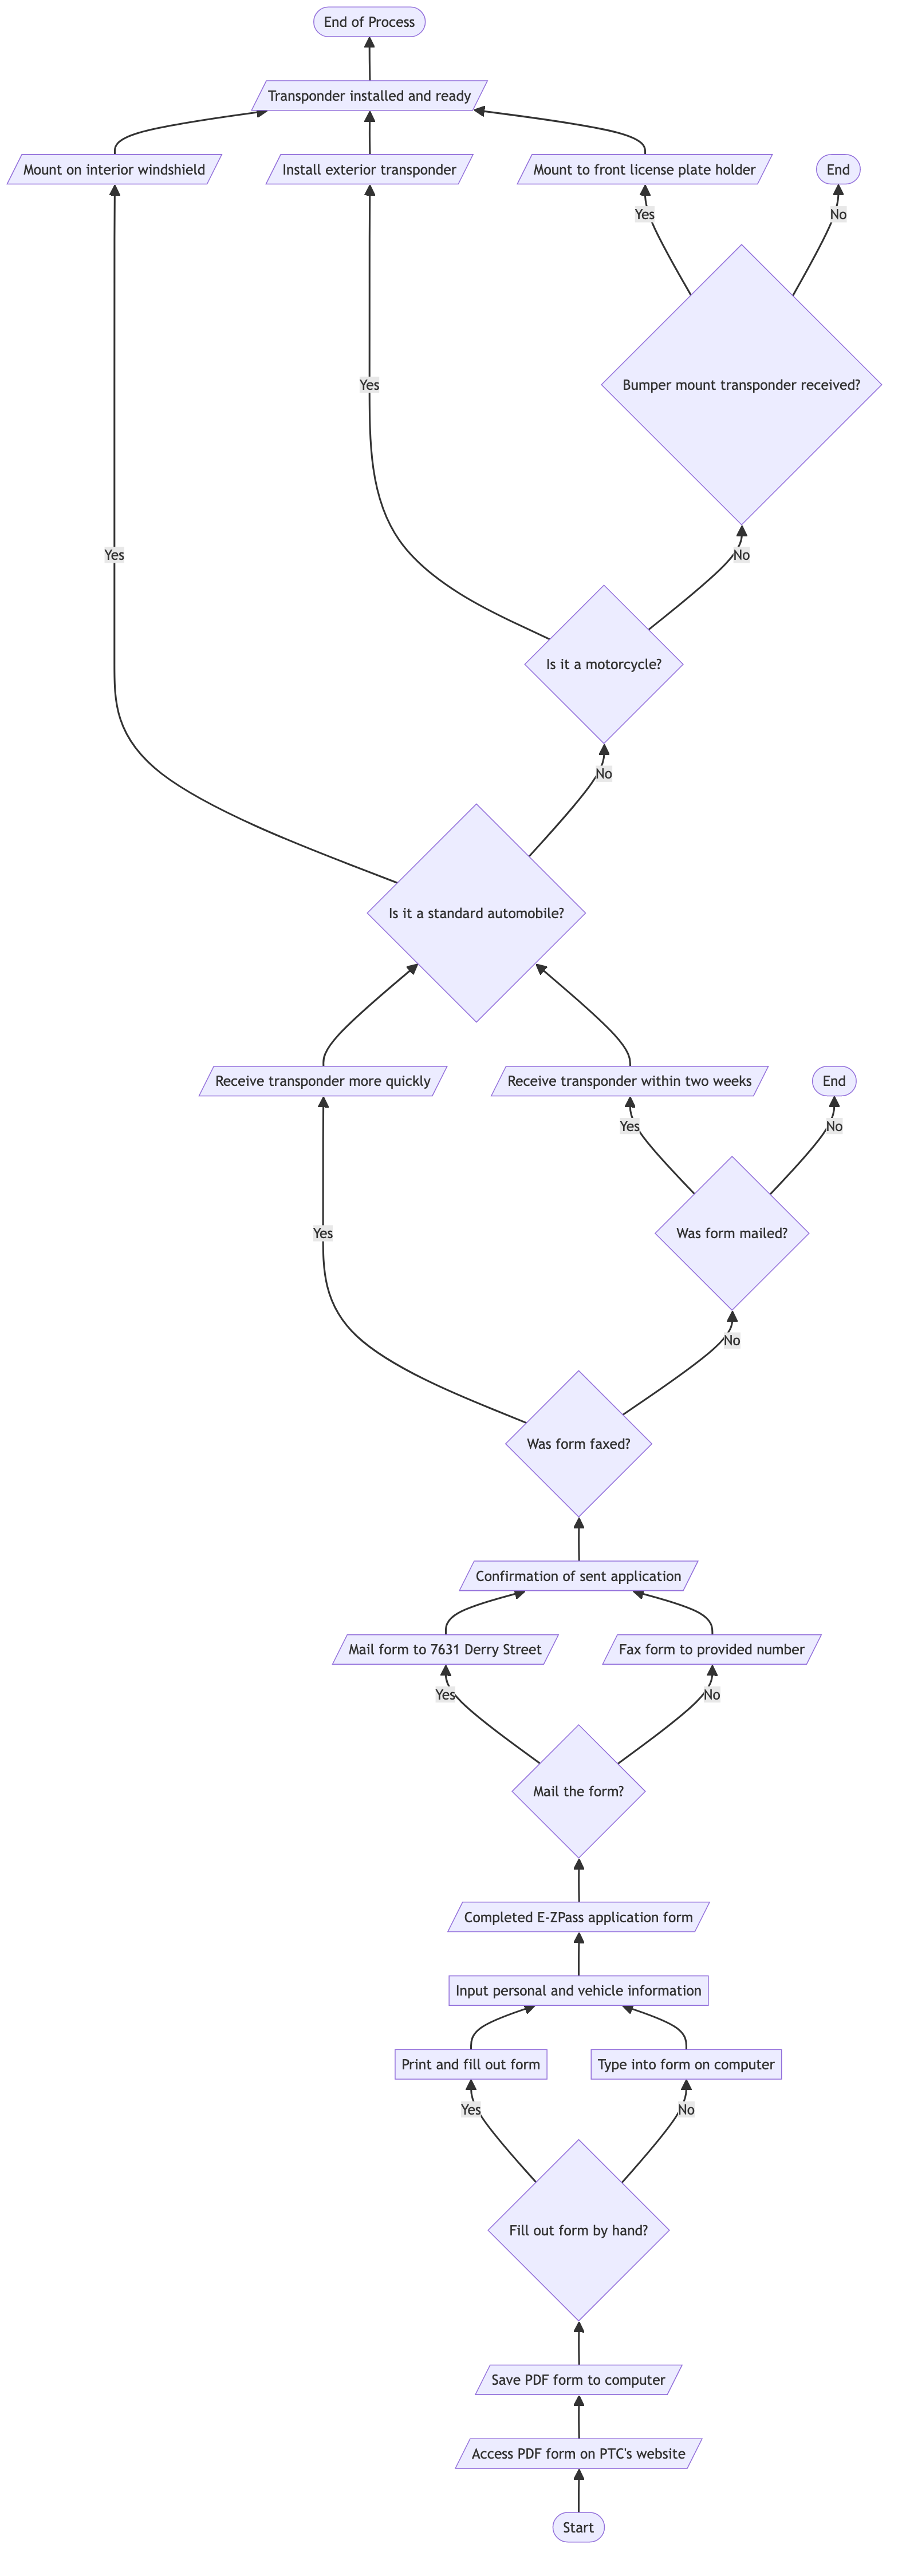 End of Process
Transponder installed and ready
Mount on interior windshield
Install exterior transponder
Mount to front license plate holder
End
Yes
No
Bumper mount transponder received?
Yes
Yes
No
Is it a motorcycle?
No
Is it a standard automobile?
Receive transponder more quickly
Receive transponder within two weeks
End
Yes
No
Was form mailed?
Yes
No
Was form faxed?
Confirmation of sent application
Mail form to 7631 Derry Street
Fax form to provided number
Yes
No
Mail the form?
Completed E-ZPass application form
Input personal and vehicle information
Print and fill out form
Type into form on computer
Yes
No
Fill out form by hand?
Save PDF form to computer
Access PDF form on PTC's website
Start